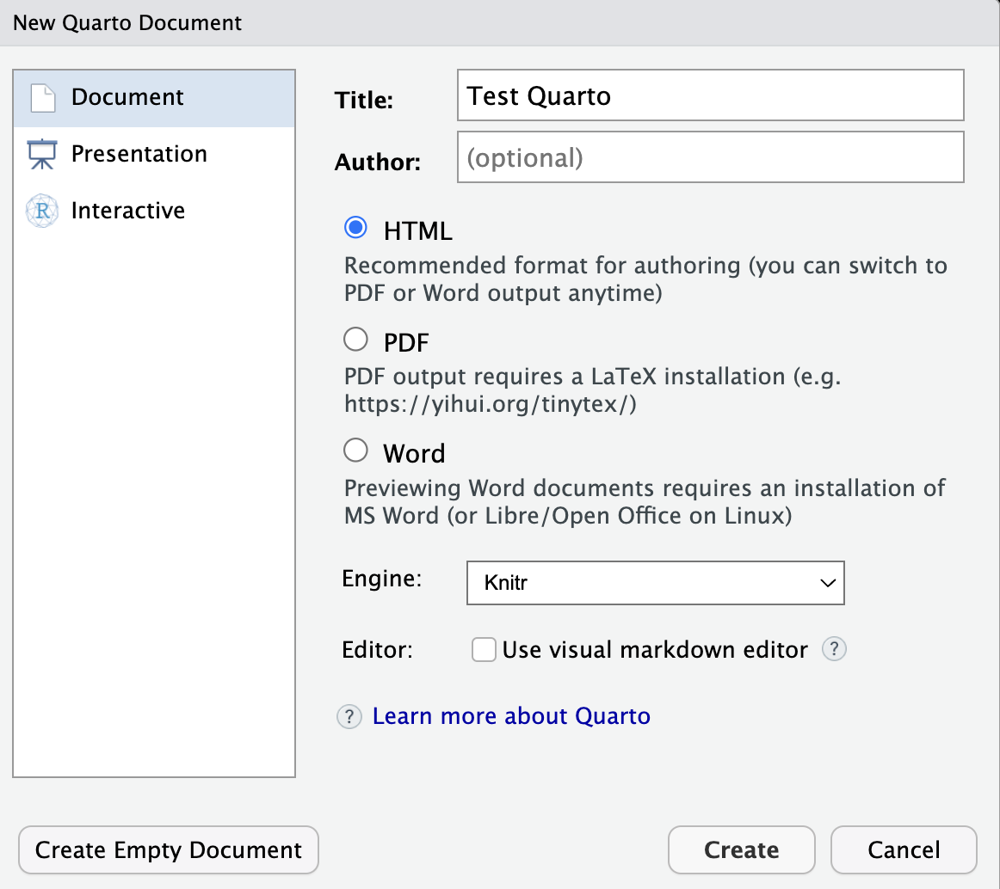 New Quarto Document
Document
Presentation
R Interactive
Title: Test Quarto
Author: (optional)
HTML
Recommended format for authoring (you can switch to
PDF or Word output anytime)
PDF
PDF output requires a LaTeX installation (e.g.
https://yihui.org/tinytex/)
Word
Previewing Word documents requires an installation of
MS Word (or Libre/Open Office on Linux)
Engine: Knitr
Editor: Use visual markdown editor ?
? Learn more about Quarto
Create Empty Document Create Cancel